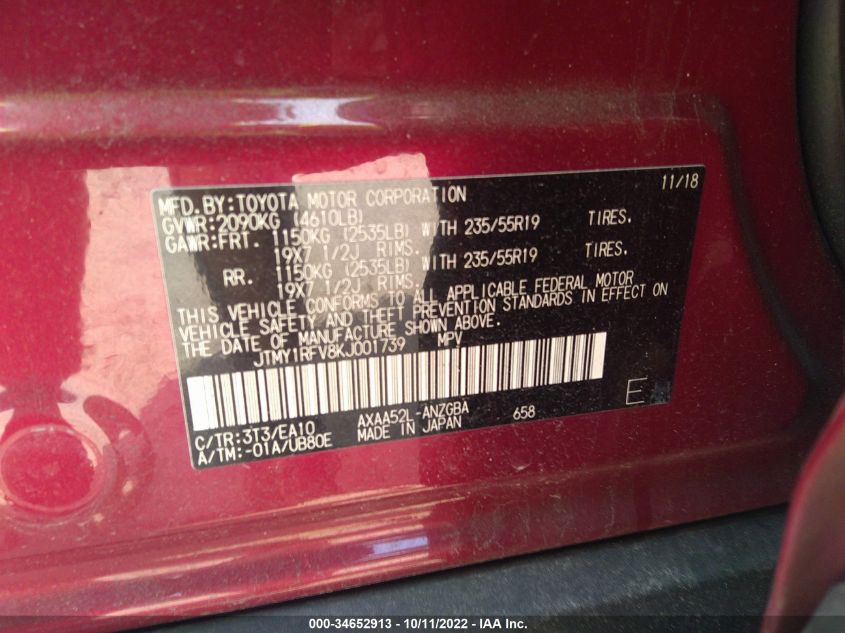 11/18
MFD. BY: TOYOTA MOTOR CORPORATION
GVWR: 2090KG (4610LB)
GAWR: FRT. 1150KG (2535LB) WITH 235/55R19 TIRES.
19X7 1/2J RIMS.
RR. 1150KG (2535LB) WITH 235/55R19 TIRES.
19X7 1/2J RIMS.
THIS VEHICLE CONFORMS TO ALL APPLICABLE FEDERAL MOTOR
VEHICLE SAFETY AND THEFT PREVENTION STANDARDS IN EFFECT ON
THE DATE OF MANUFACTURE SHOWN ABOVE.
JTMY1RFV8KJ001739 MPV
E
C/TR: 3T3/EA10 AXAA52L-ANZGBA 658
A/TM: -01A/UB80E MADE IN JAPAN
000-34652913 - 10/11/2022 - IAA Inc.